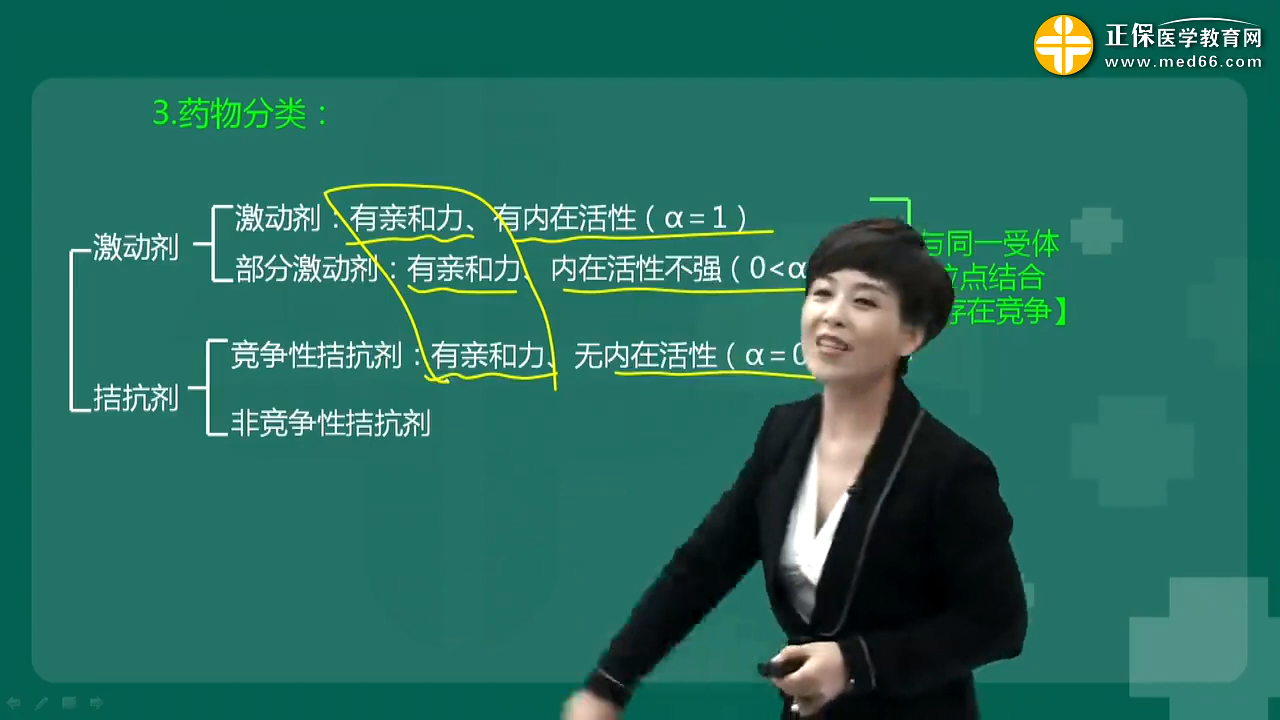 正保医学教育网
www.med66.com
3.药物分类：
激动剂
激动剂：有亲和力、有内在活性（α＝1）
部分激动剂：有亲和力、内在活性不强（0<α
同一受体
点结合
存在竞争】
拮抗剂
竞争性拮抗剂：有亲和力、无内在活性（α＝0
非竞争性拮抗剂